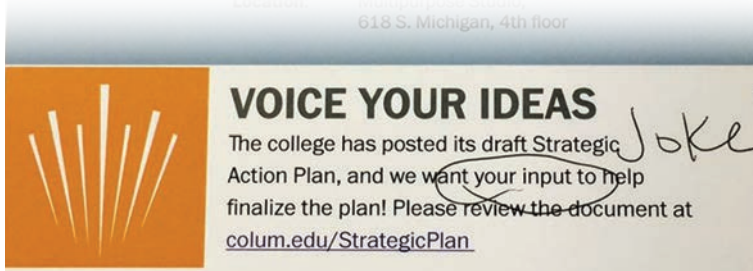 Location: Multipurpose Studio,
618 S. Michigan, 4th floor
VOICE YOUR IDEAS
The college has posted its draft Strategic Joke
Action Plan, and we want your input to help
finalize the plan! Please review the document at
colum.edu/StrategicPlan